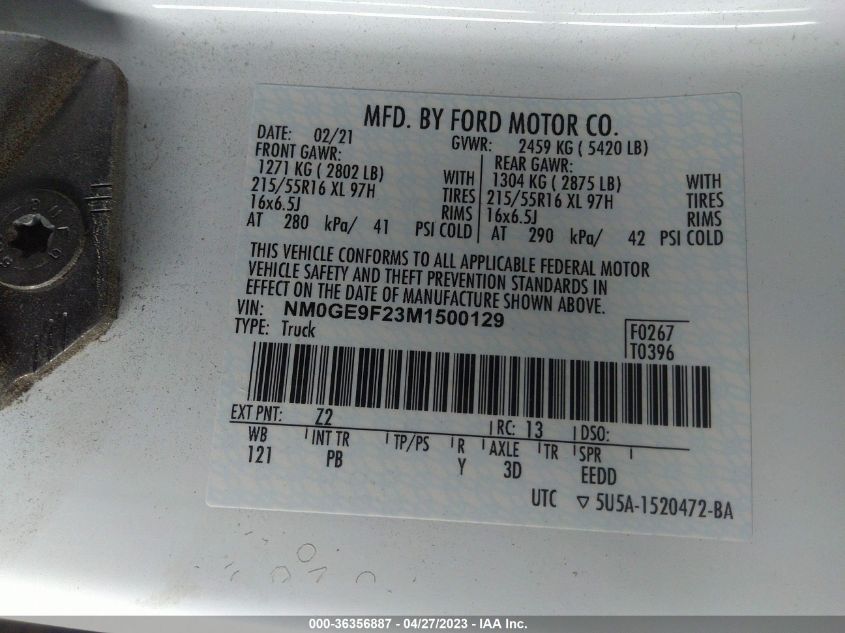 MFD. BY FORD MOTOR CO.
DATE: 02/21 GVWR: 2459 KG ( 5420 LB)
FRONT GAWR: REAR GAWR:
1271 KG ( 2802 LB) WITH 1304 KG ( 2875 LB) WITH
215/55R16 XL 97H TIRES 215/55R16 XL 97H TIRES
16x6.5J RIMS 16x6.5J RIMS
AT 280 kPa/ 41 PSI COLD AT 290 kPa/ 42 PSI COLD
THIS VEHICLE CONFORMS TO ALL APPLICABLE FEDERAL MOTOR
VEHICLE SAFETY AND THEFT PREVENTION STANDARDS IN
EFFECT ON THE DATE OF MANUFACTURE SHOWN ABOVE.
VIN: NM0GE9F23M1500129
TYPE: Truck F0267
T0396
EXT PNT: Z2 RC: 13 DSO:
WB INT TR TP/PS R AXLE TR SPR
121 PB Y 3D EEDD
UTC ▽ 5U5A-1520472-BA
000-36356887 - 04/27/2023 - IAA Inc.